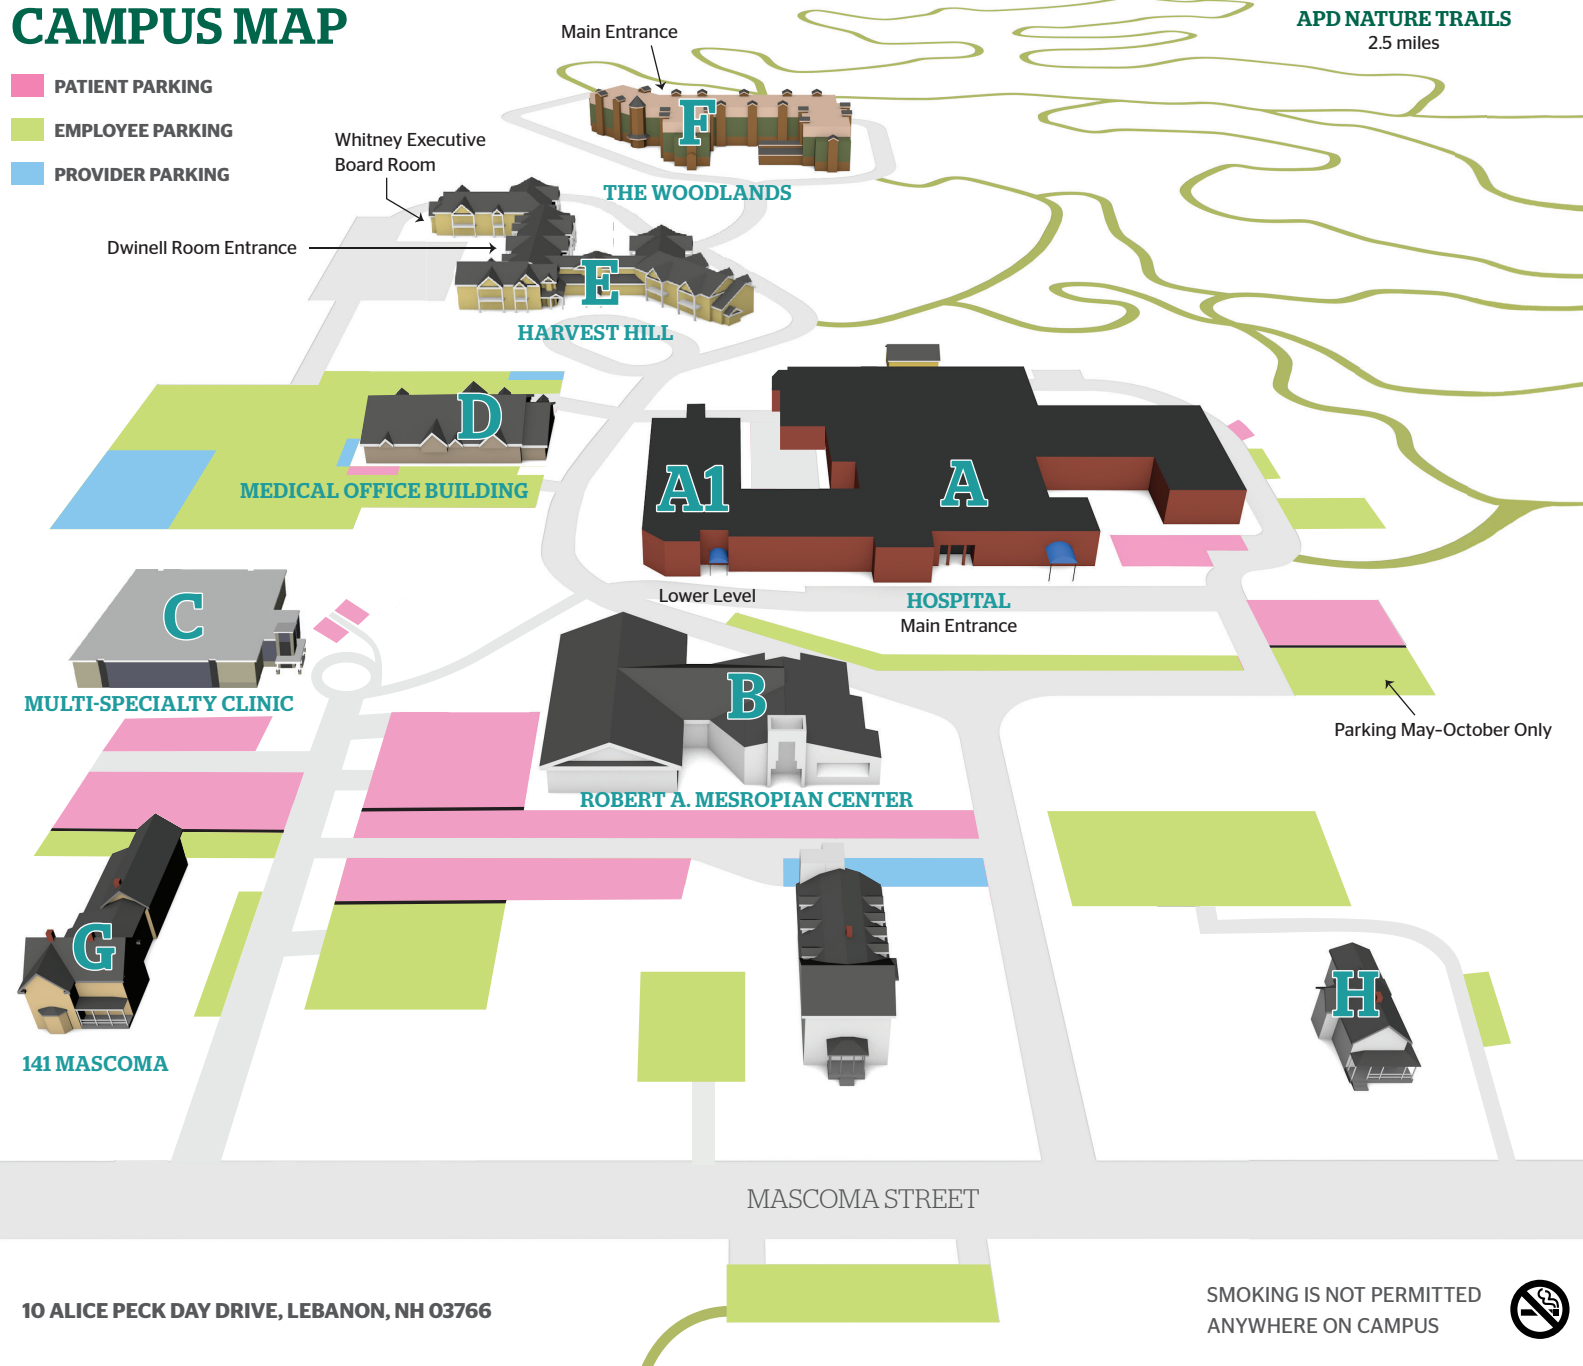 CAMPUS MAP
PATIENT PARKING
EMPLOYEE PARKING
PROVIDER PARKING
APD NATURE TRAILS
2.5 miles
Main Entrance
F
THE WOODLANDS
Whitney Executive
Board Room
Dwinell Room Entrance
E
HARVEST HILL
D
MEDICAL OFFICE BUILDING
A1
A
Lower Level
HOSPITAL
Main Entrance
C
MULTI-SPECIALTY CLINIC
B
ROBERT A. MESROPIAN CENTER
Parking May-October Only
G
141 MASCOMA
H
MASCOMA STREET
10 ALICE PECK DAY DRIVE, LEBANON, NH 03766
SMOKING IS NOT PERMITTED
ANYWHERE ON CAMPUS